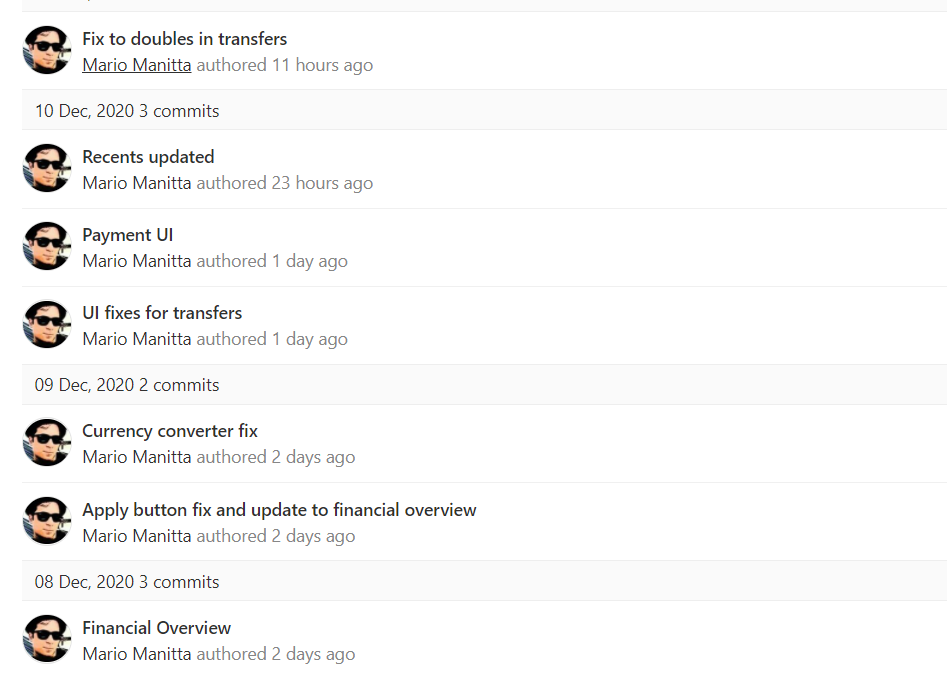 Fix to doubles in transfers
Mario Manitta authored 11 hours ago
10 Dec, 2020 3 commits
Recents updated
Mario Manitta authored 23 hours ago
Payment UI
Mario Manitta authored 1 day ago
UI fixes for transfers
Mario Manitta authored 1 day ago
09 Dec, 2020 2 commits
Currency converter fix
Mario Manitta authored 2 days ago
Apply button fix and update to financial overview
Mario Manitta authored 2 days ago
08 Dec, 2020 3 commits
Financial Overview
Mario Manitta authored 2 days ago